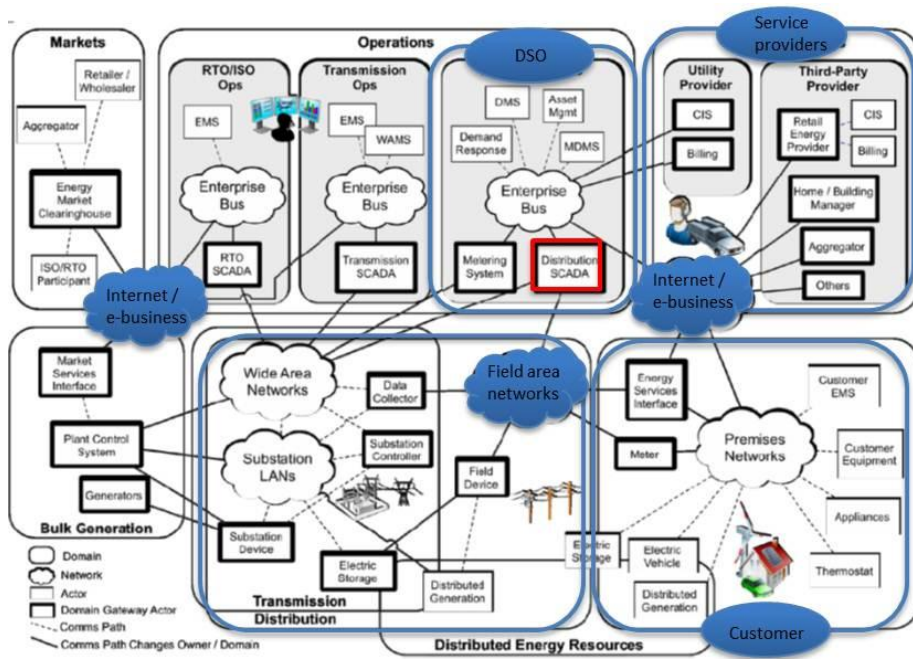 Markets
Retailer /
Wholesaler
Aggregator
Energy
Market
Clearinghouse
ISO/RTO
Participant
Internet /
e-business
Operations
RTO/ISO
Ops
EMS
Enterprise
Bus
RTO
SCADA
Transmission
Ops
EMS
WAMS
Enterprise
Bus
Transmission
SCADA
DSO
DMS
Asset
Mgmt
Demand
Response
MDMS
Enterprise
Bus
Metering
System
Distribution
SCADA
Service
providers
Utility
Provider
CIS
Billing
Third-Party
Provider
Retail
Energy
Provider
CIS
Billing
Home / Building
Manager
Aggregator
Others
Internet /
e-business
Market
Services
Interface
Plant Control
System
Generators
Bulk Generation
Wide Area
Networks
Data
Collector
Substation
LANs
Substation
Controller
Substation
Device
Electric
Storage
Field area
networks
Field
Device
Distributed
Generation
Transmission
Distribution
Energy
Services
Interface
Meter
Premises
Networks
Customer
EMS
Customer
Equipment
Appliances
Thermostat
Electric
Storage
Electric
Vehicle
Distributed
Generation
Customer
Distributed Energy Resources
Domain
Network
Actor
Domain Gateway Actor
Comms Path
Comms Path Changes Owner / Domain